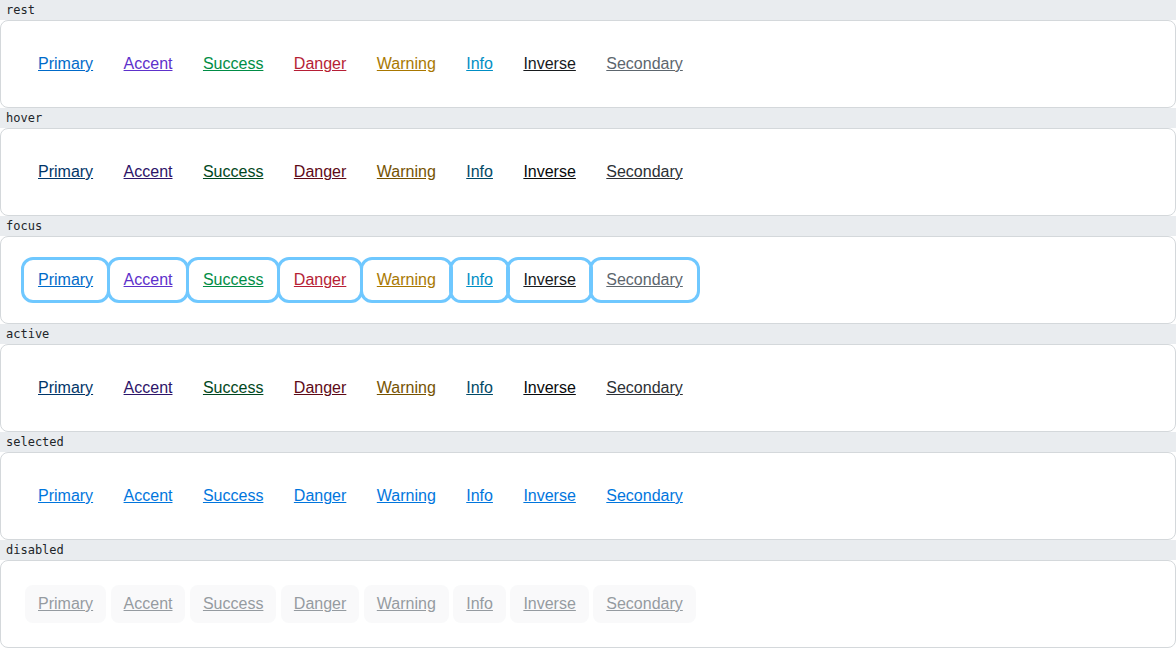 rest
Primary Accent Success Danger Warning Info Inverse Secondary
hover
Primary Accent Success Danger Warning Info Inverse Secondary
focus
Primary Accent Success Danger Warning Info Inverse Secondary
active
Primary Accent Success Danger Warning Info Inverse Secondary
selected
Primary Accent Success Danger Warning Info Inverse Secondary
disabled
Primary Accent Success Danger Warning Info Inverse Secondary